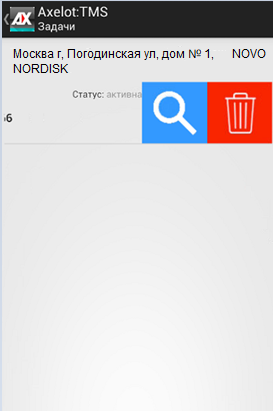 Axelot:TMS
Задачи
Москва г, Погодинская ул, дом № 1, NOVO
NORDISK
Статус: активна